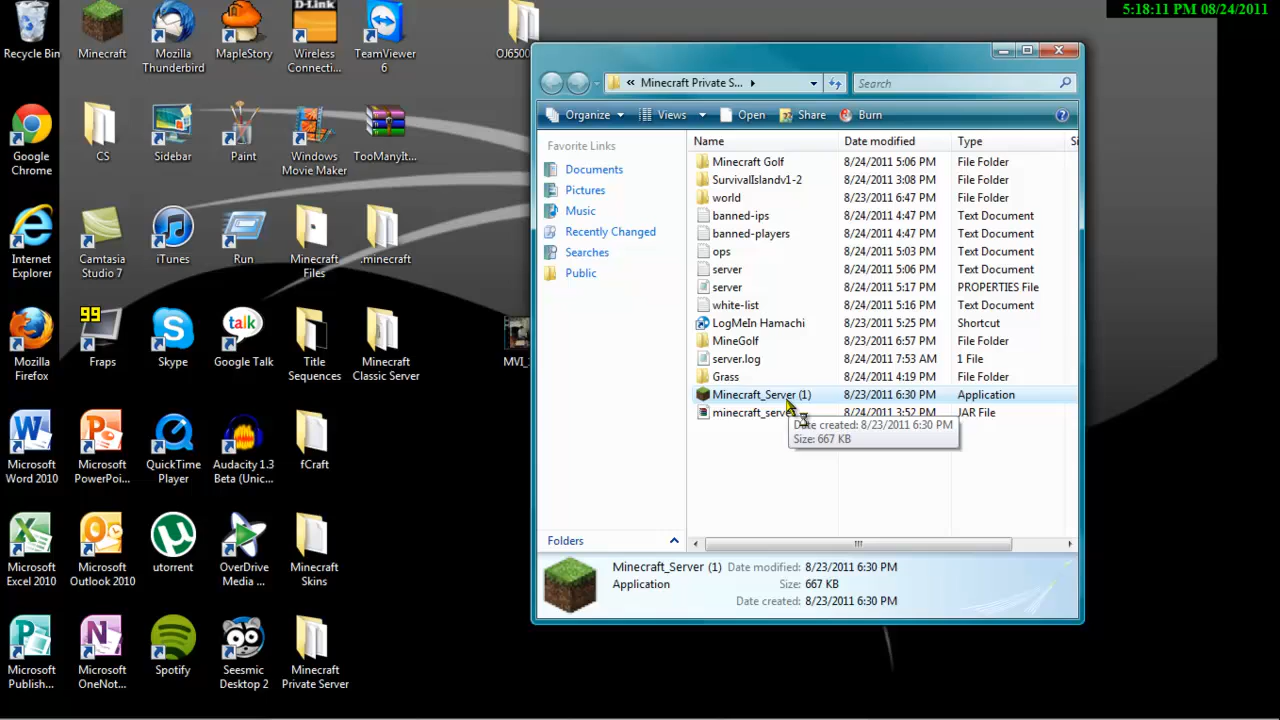 5:18:11 PM 08/24/2011
Recycle Bin
Minecraft
Mozilla Thunderbird
MapleStory
D-Link
Wireless Connecti...
TeamViewer 6
OJ6500
Google Chrome
CS
Sidebar
Paint
Windows Movie Maker
TooManyIt...
Internet Explorer
Camtasia Studio 7
iTunes
Run
Minecraft Files
.minecraft
Mozilla Firefox
99
Fraps
Skype
talk
Google Talk
Title Sequences
Minecraft Classic Server
MVI_
Microsoft Word 2010
Microsoft PowerPoi...
QuickTime Player
Audacity 1.3 Beta (Unic...
fCraft
Microsoft Excel 2010
Microsoft Outlook 2010
utorrent
OverDrive Media ...
Minecraft Skins
Microsoft Publish...
Microsoft OneNot...
Spotify
Seesmic Desktop 2
Minecraft Private Server
« Minecraft Private S...
Search
Organize Views Open Share Burn
Favorite Links
Documents
Pictures
Music
Recently Changed
Searches
Public
Folders
Name Date modified Type Si
Minecraft Golf 8/24/2011 5:06 PM File Folder
SurvivalIslandv1-2 8/24/2011 3:08 PM File Folder
world 8/23/2011 6:47 PM File Folder
banned-ips 8/24/2011 4:47 PM Text Document
banned-players 8/24/2011 4:47 PM Text Document
ops 8/24/2011 5:03 PM Text Document
server 8/24/2011 5:06 PM Text Document
server 8/24/2011 5:17 PM PROPERTIES File
white-list 8/24/2011 5:16 PM Text Document
LogMeIn Hamachi 8/23/2011 5:25 PM Shortcut
MineGolf 8/23/2011 6:57 PM File Folder
server.log 8/24/2011 7:53 AM 1 File
Grass 8/24/2011 4:19 PM File Folder
Minecraft_Server (1) 8/23/2011 6:30 PM Application
minecraft_serve 8/24/2011 3:52 PM JAR File
Date created: 8/23/2011 6:30 PM
Size: 667 KB
Minecraft_Server (1) Date modified: 8/23/2011 6:30 PM
Application Size: 667 KB
Date created: 8/23/2011 6:30 PM